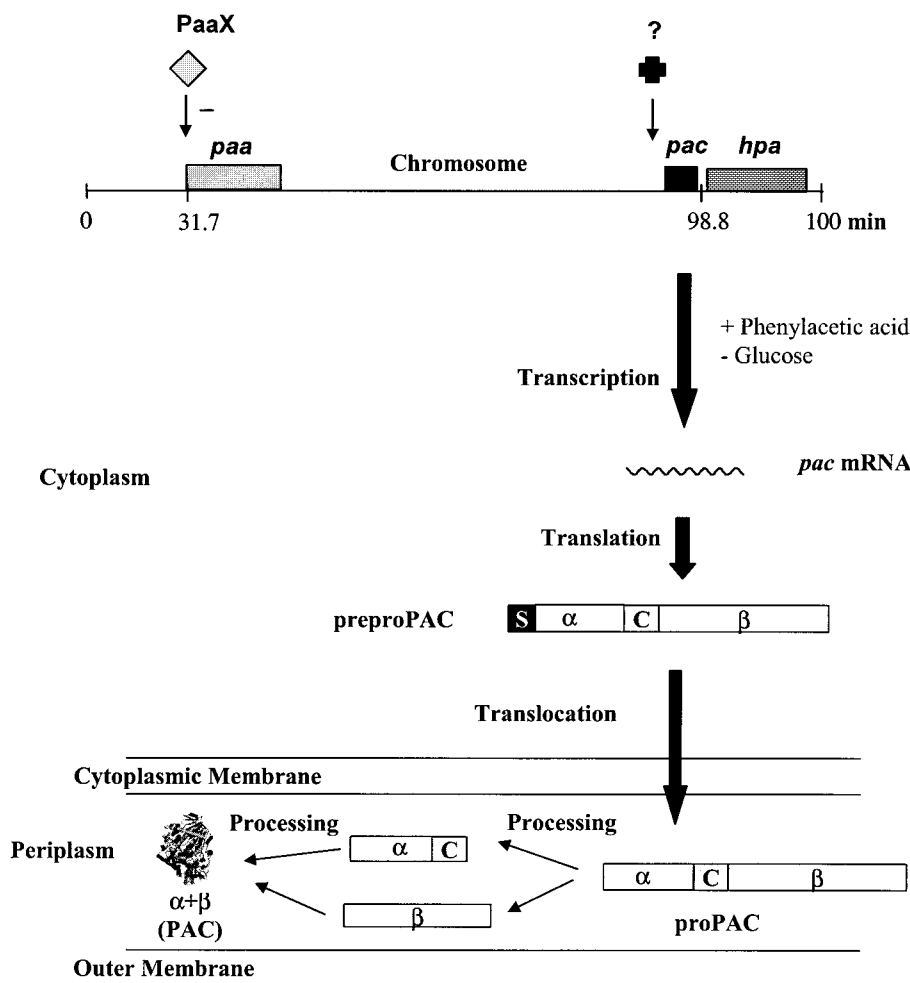 PaaX
?
–
paa
Chromosome
pac
hpa
0
31.7
98.8
100 min
+ Phenylacetic acid
- Glucose
Transcription
Cytoplasm
pac mRNA
Translation
preproPAC
S α C β
Translocation
Cytoplasmic Membrane
Processing
Processing
Periplasm
α C
α C β
α+β
(PAC)
β
proPAC
Outer Membrane